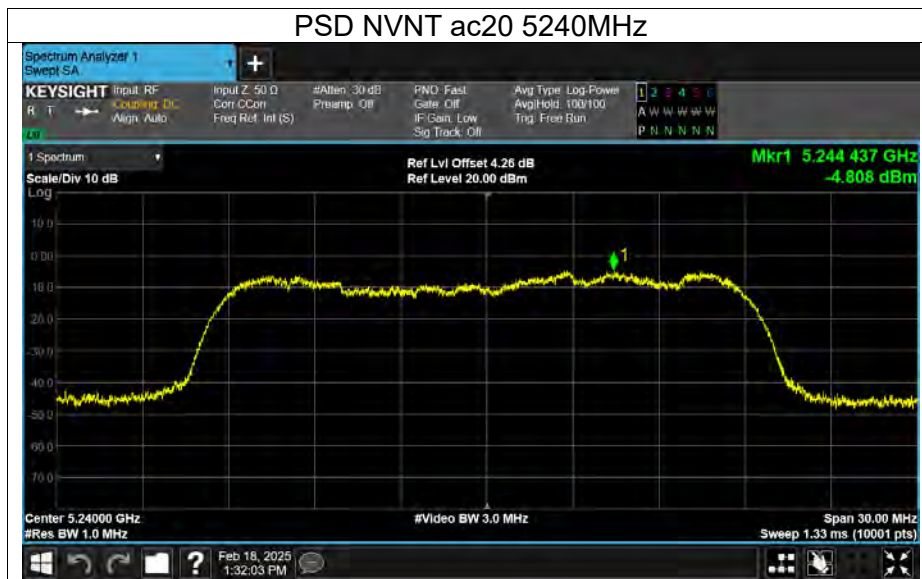 PSD NVNT ac20 5240MHz
Spectrum Analyzer 1
Swept SA
+
KEYSIGHT Input: RF Input Z: 50 Ω #Atten: 30 dB PNO: Fast Avg Type: Log-Power 1 2 3 4 5 6
R T Coupling: DC Corr CCorr Preamp: Off Gate: Off Avg|Hold: 100/100 A W W W W W
Align: Auto Freq Ref: Int (S) IF Gain: Low Trig: Free Run P N N N N N
Sig Track: Off
1 Spectrum Ref Lvl Offset 4.26 dB Mkr1 5.244 437 GHz
Scale/Div 10 dB Ref Level 20.00 dBm -4.808 dBm
Log
10.0
0.00
1
-10.0
-20.0
-30.0
-40.0
-50.0
-60.0
-70.0
Center 5.24000 GHz #Video BW 3.0 MHz Span 30.00 MHz
#Res BW 1.0 MHz Sweep 1.33 ms (10001 pts)
? Feb 18, 2025
1:32:03 PM